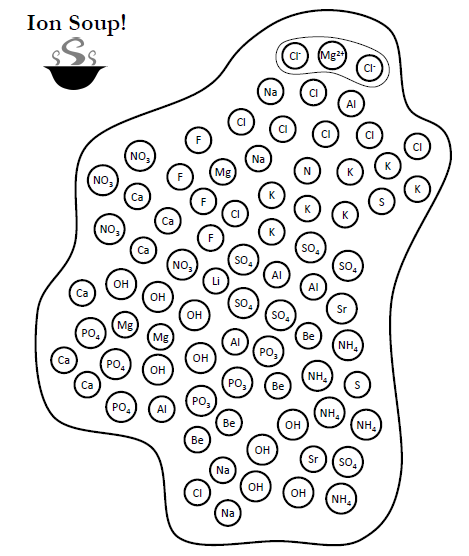 Ion Soup!
Cl⁻ Mg²⁺ Cl⁻
Na Cl Al
Cl Cl Cl Cl Cl
F
NO₃ Na
NO₃ F Mg N K K
Ca F K K
Ca Cl K K S
NO₃ F K
Ca SO₄ SO₄
NO₃ Li Al SO₄
Ca OH OH Al
SO₄ Sr
OH SO₄
PO₄ Mg Mg Al Be
Ca PO₄ OH OH PO₃ NH₄
Ca PO₃ Be NH₄ S
PO₄ Al PO₃
Be OH NH₄ NH₄
Be OH
Na Sr SO₄
Cl OH OH NH₄
Na